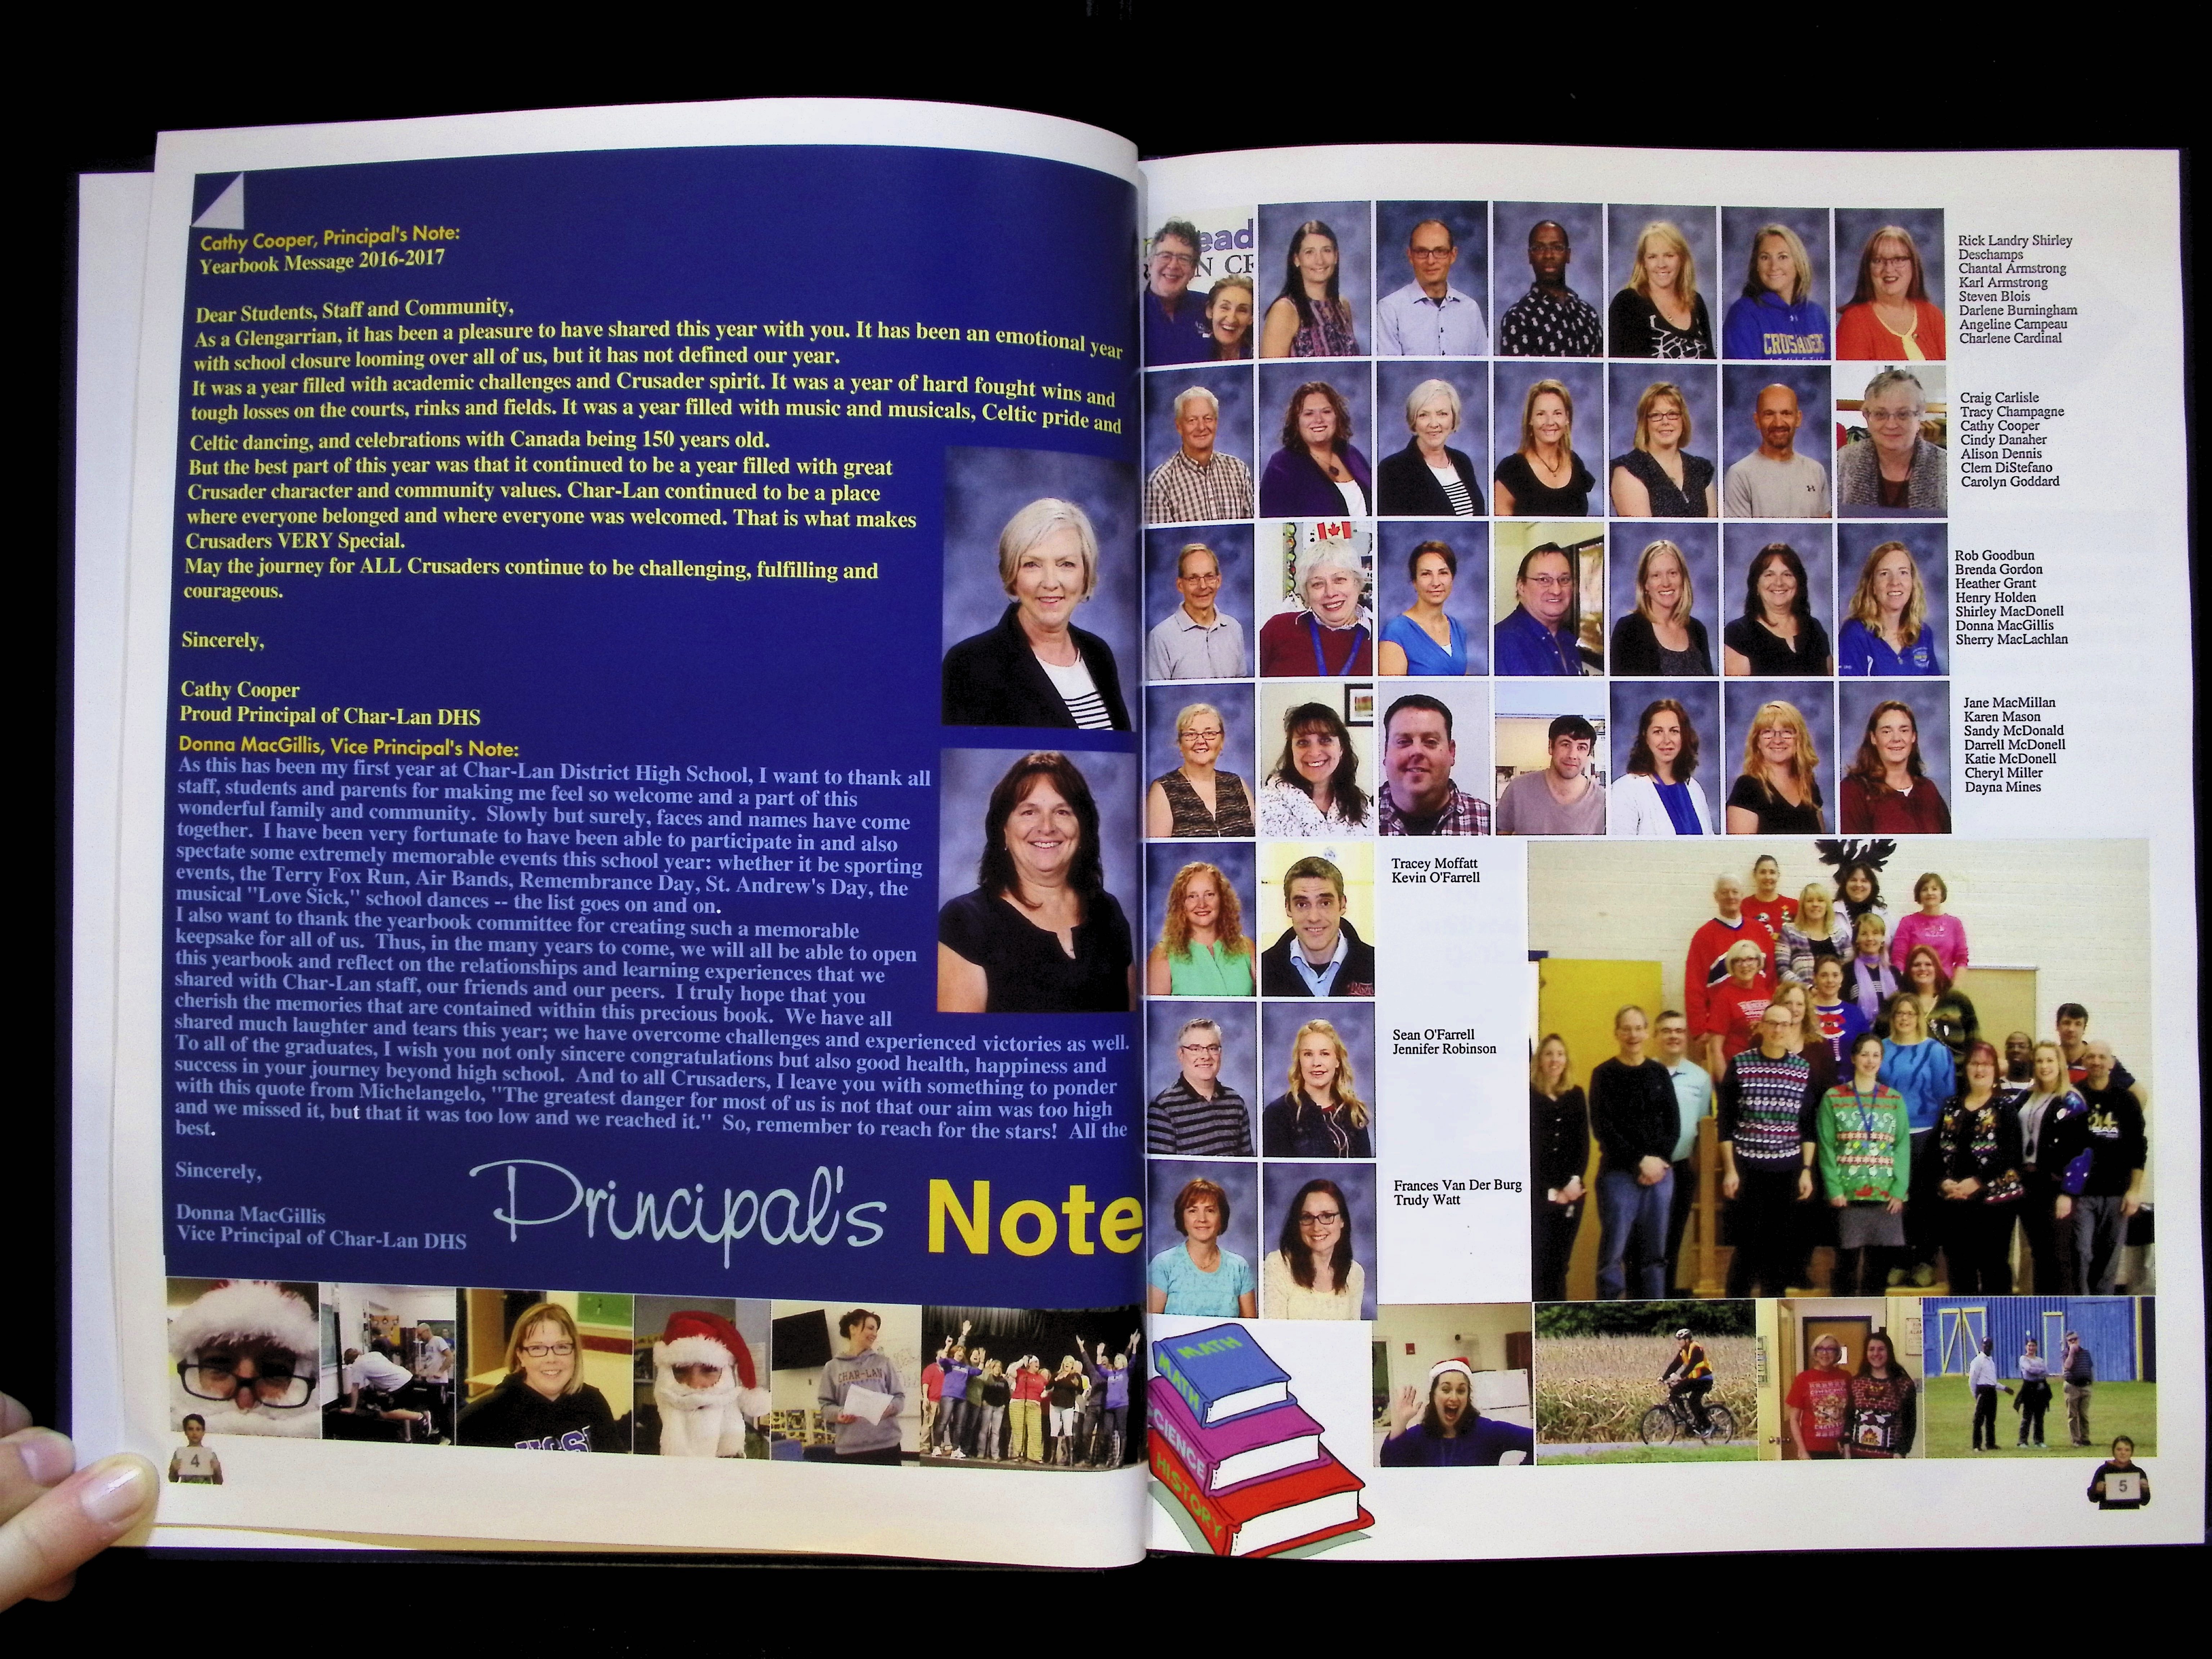 Cathy Cooper, Principal's Note:
Yearbook Message 2016-2017
Dear Students, Staff and Community,
As a Glengarrian, it has been a pleasure to have shared this year with you. It has been an emotional year
with school closure looming over all of us, but it has not defined our year.
It was a year filled with academic challenges and Crusader spirit. It was a year of hard fought wins and
tough losses on the courts, rinks and fields. It was a year filled with music and musicals, Celtic pride and
Celtic dancing, and celebrations with Canada being 150 years old.
But the best part of this year was that it continued to be a year filled with great
Crusader character and community values. Char-Lan continued to be a place
where everyone belonged and where everyone was welcomed. That is what makes
Crusaders VERY Special.
May the journey for ALL Crusaders continue to be challenging, fulfilling and
courageous.
Sincerely,
Cathy Cooper
Proud Principal of Char-Lan DHS
Donna MacGillis, Vice Principal's Note:
As this has been my first year at Char-Lan District High School, I want to thank all
staff, students and parents for making me feel so welcome and a part of this
wonderful family and community. Slowly but surely, faces and names have come
together. I have been very fortunate to have been able to participate in and also
spectate some extremely memorable events this school year: whether it be sporting
events, the Terry Fox Run, Air Bands, Remembrance Day, St. Andrew's Day, the
musical "Love Sick," school dances -- the list goes on and on.
I also want to thank the yearbook committee for creating such a memorable
keepsake for all of us. Thus, in the many years to come, we will all be able to open
this yearbook and reflect on the relationships and learning experiences that we
shared with Char-Lan staff, our friends and our peers. I truly hope that you
cherish the memories that are contained within this precious book. We have all
shared much laughter and tears this year; we have overcome challenges and experienced victories as well.
To all of the graduates, I wish you not only sincere congratulations but also good health, happiness and
success in your journey beyond high school. And to all Crusaders, I leave you with something to ponder
with this quote from Michelangelo, "The greatest danger for most of us is not that our aim was too high
and we missed it, but that it was too low and we reached it." So, remember to reach for the stars! All the
best.
Sincerely,
Donna MacGillis
Vice Principal of Char-Lan DHS
Principal's Note
CHAR-LAN
4
ead
N CF
CRUSADERS
Rick Landry Shirley
Deschamps
Chantal Armstrong
Karl Armstrong
Steven Blois
Darlene Burningham
Angeline Campeau
Charlene Cardinal
Craig Carlisle
Tracy Champagne
Cathy Cooper
Cindy Danaher
Alison Dennis
Clem DiStefano
Carolyn Goddard
Rob Goodbun
Brenda Gordon
Heather Grant
Henry Holden
Shirley MacDonell
Donna MacGillis
Sherry MacLachlan
Jane MacMillan
Karen Mason
Sandy McDonald
Darrell McDonell
Katie McDonell
Cheryl Miller
Dayna Mines
Tracey Moffatt
Kevin O'Farrell
Sean O'Farrell
Jennifer Robinson
Frances Van Der Burg
Trudy Watt
MATH
MATH
SCIENCE
HISTORY
5